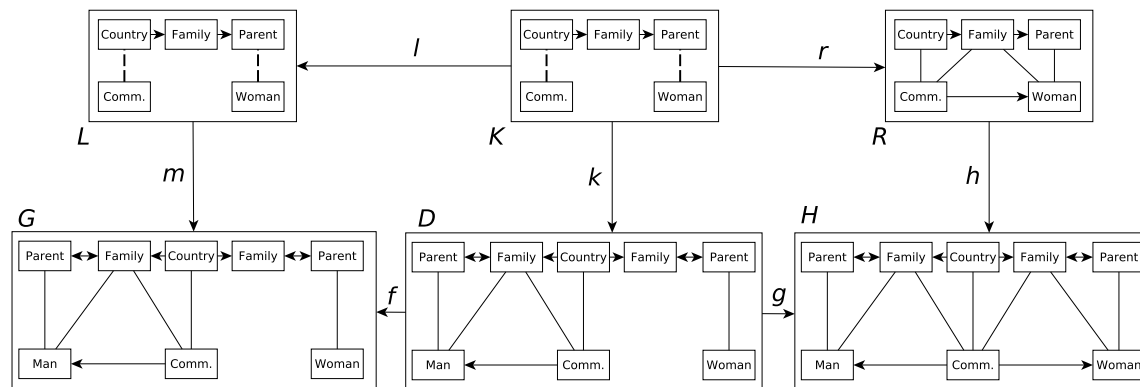 Country Family Parent
Comm. Woman
L
l
Country Family Parent
Comm. Woman
K
r
Country Family Parent
Comm. Woman
R
m
k
h
G
Parent Family Country Family Parent
Man Comm. Woman
f
D
Parent Family Country Family Parent
Man Comm. Woman
g
H
Parent Family Country Family Parent
Man Comm. Woman